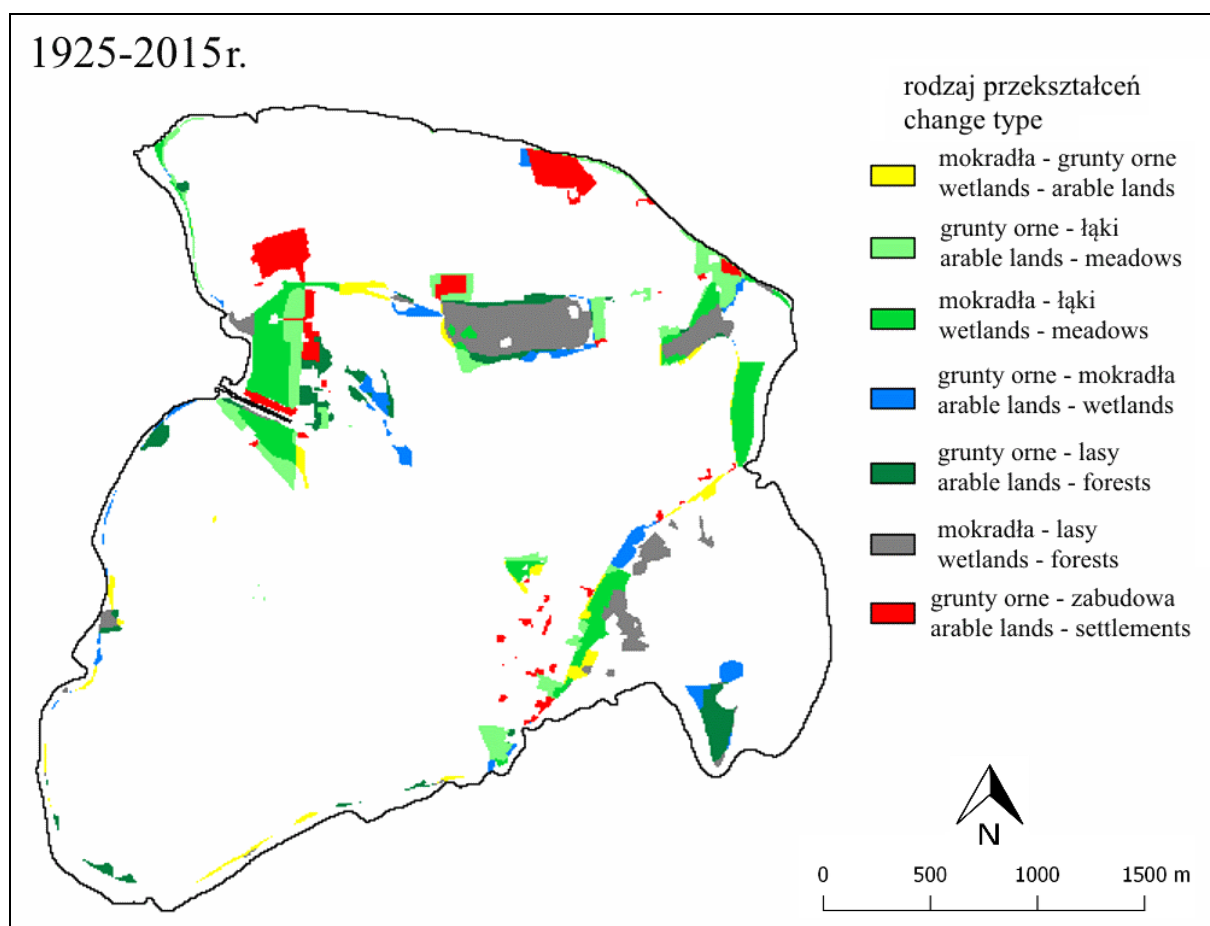 1925-2015r.
rodzaj przekształceń
change type
mokradła - grunty orne
wetlands - arable lands
grunty orne - łąki
arable lands - meadows
mokradła - łąki
wetlands - meadows
grunty orne - mokradła
arable lands - wetlands
grunty orne - lasy
arable lands - forests
mokradła - lasy
wetlands - forests
grunty orne - zabudowa
arable lands - settlements
N
0 500 1000 1500 m